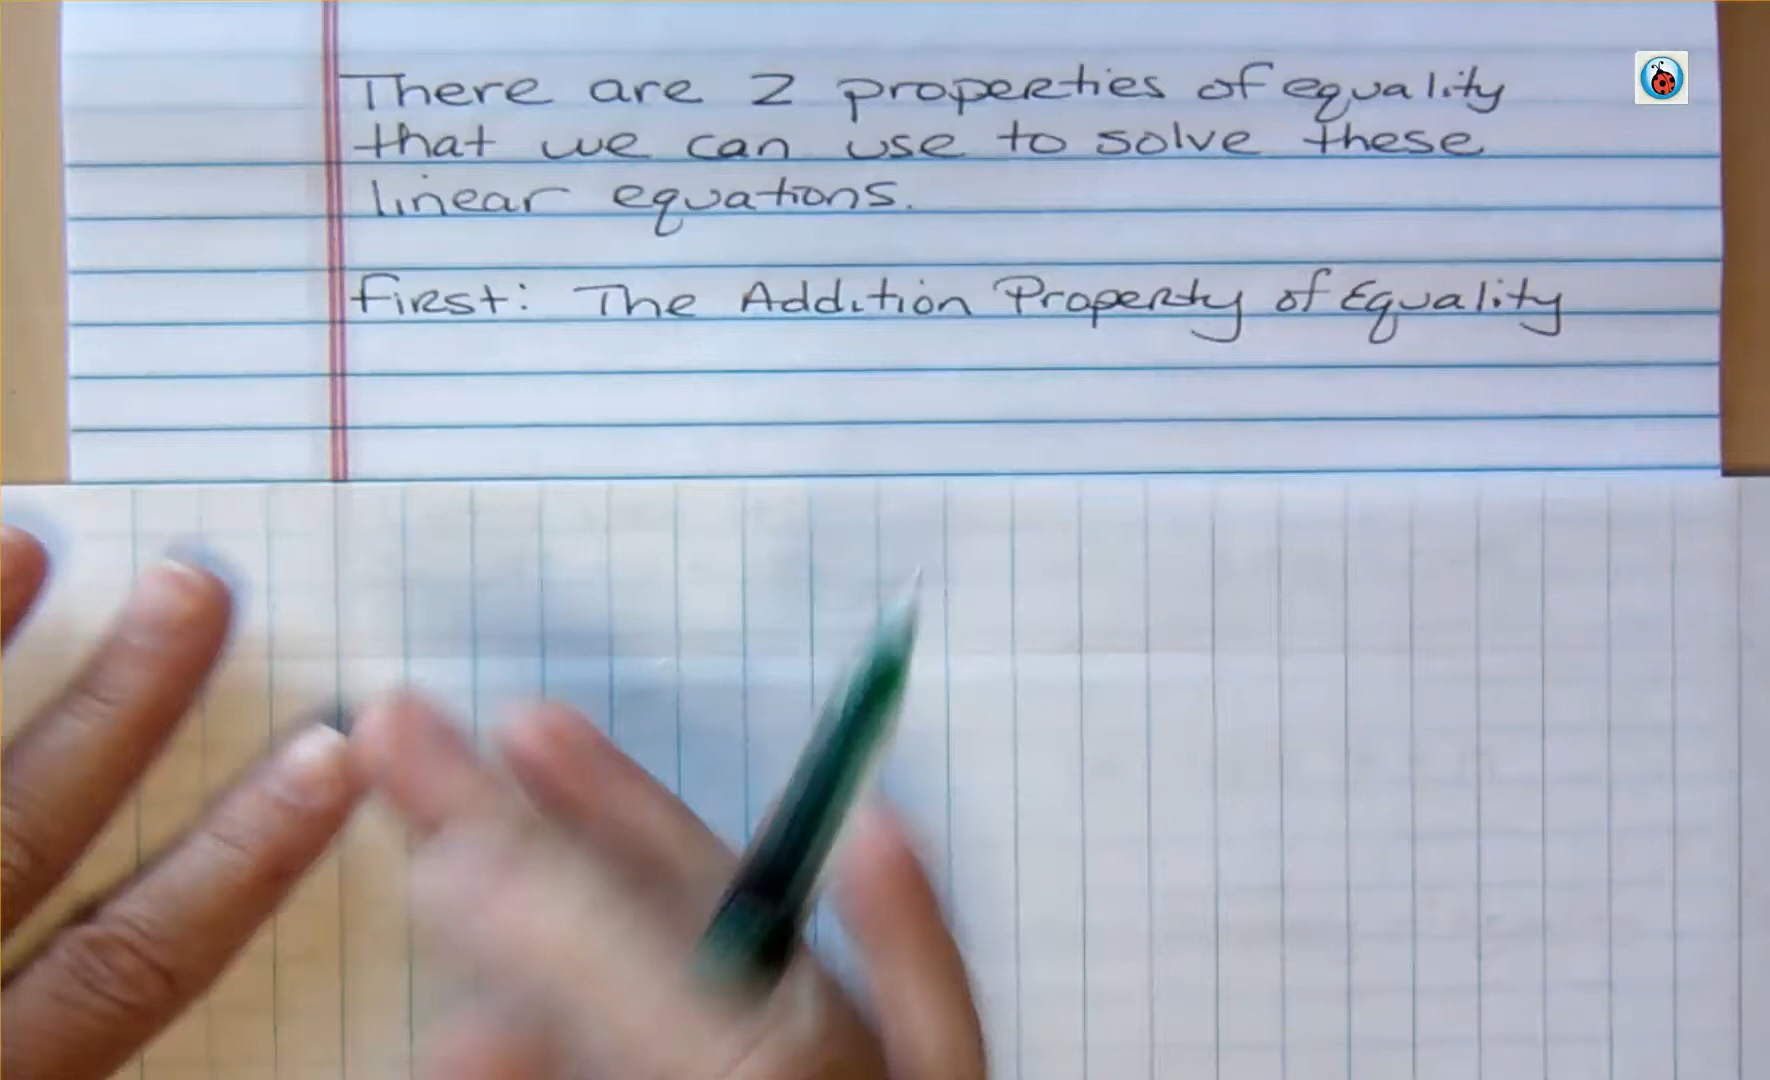 There are 2 properties of equality
that we can use to solve these
linear equations.
First: The Addition Property of Equality